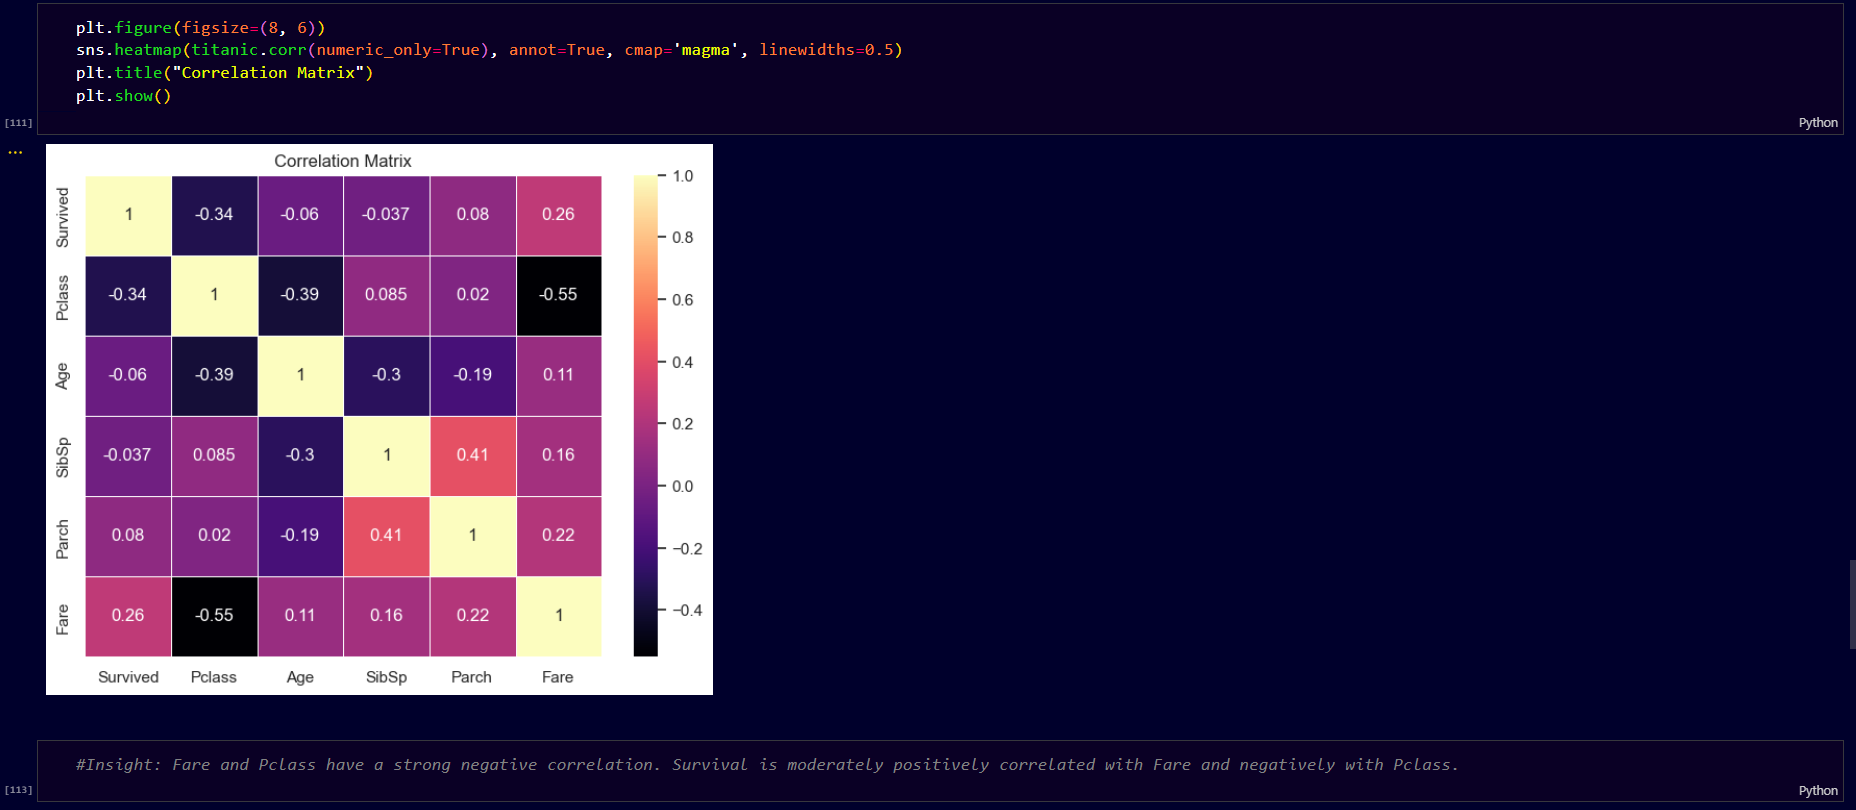 plt.figure(figsize=(8, 6))
sns.heatmap(titanic.corr(numeric_only=True), annot=True, cmap='magma', linewidths=0.5)
plt.title("Correlation Matrix")
plt.show()
[111]
Python
...
Correlation Matrix
Survived 1 -0.34 -0.06 -0.037 0.08 0.26
Pclass -0.34 1 -0.39 0.085 0.02 -0.55
Age -0.06 -0.39 1 -0.3 -0.19 0.11
SibSp -0.037 0.085 -0.3 1 0.41 0.16
Parch 0.08 0.02 -0.19 0.41 1 0.22
Fare 0.26 -0.55 0.11 0.16 0.22 1
Survived Pclass Age SibSp Parch Fare
1.0
0.8
0.6
0.4
0.2
0.0
−0.2
−0.4
#Insight: Fare and Pclass have a strong negative correlation. Survival is moderately positively correlated with Fare and negatively with Pclass.
[113]
Python